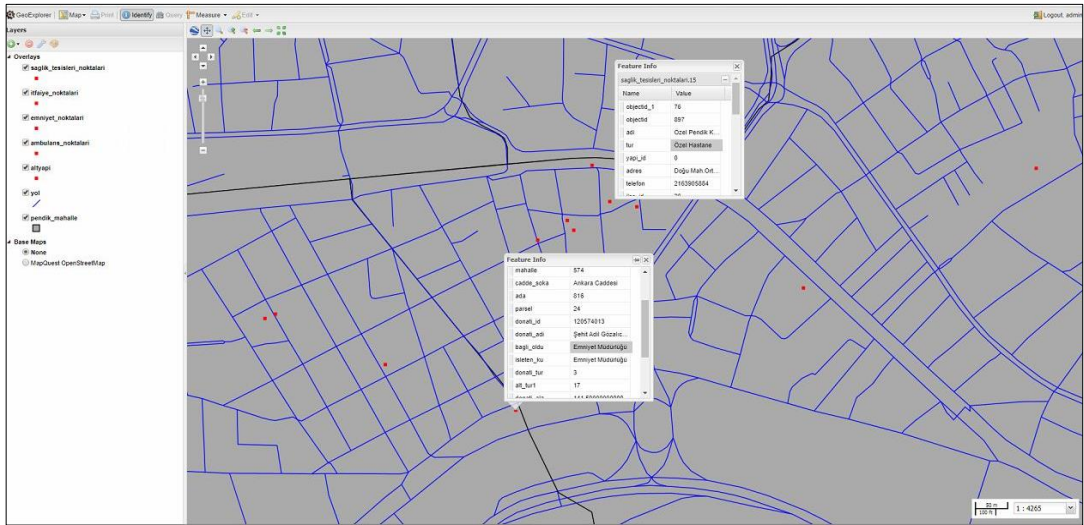 GeoExplorer Map Print Identify Query Measure Edit Logout, admin
Layers
Overlays
saglik_tesisleri_noktalari
itfaiye_noktalari
emniyet_noktalari
ambulans_noktalari
altyapi
yol
pendik_mahalle
Base Maps
None
MapQuest OpenStreetMap
Feature Info
saglik_tesisleri_noktalari.15
Name Value
objectid_1 76
objectid 897
adi Özel Pendik K...
tur Özel Hastane
yapi_id 0
adres Doğu Mah.Ort...
telefon 2163905884
Feature Info
mahalle 574
cadde_soka Ankara Caddesi
ada 816
parsel 24
donati_id 120574013
donati_adi Şehit Adil Gözalıc...
bagli_oldu Emniyet Müdürlüğü
isleten_ku Emniyet Müdürlüğü
donati_tur 3
alt_tur1 17
50 m
100 ft
1 : 4265